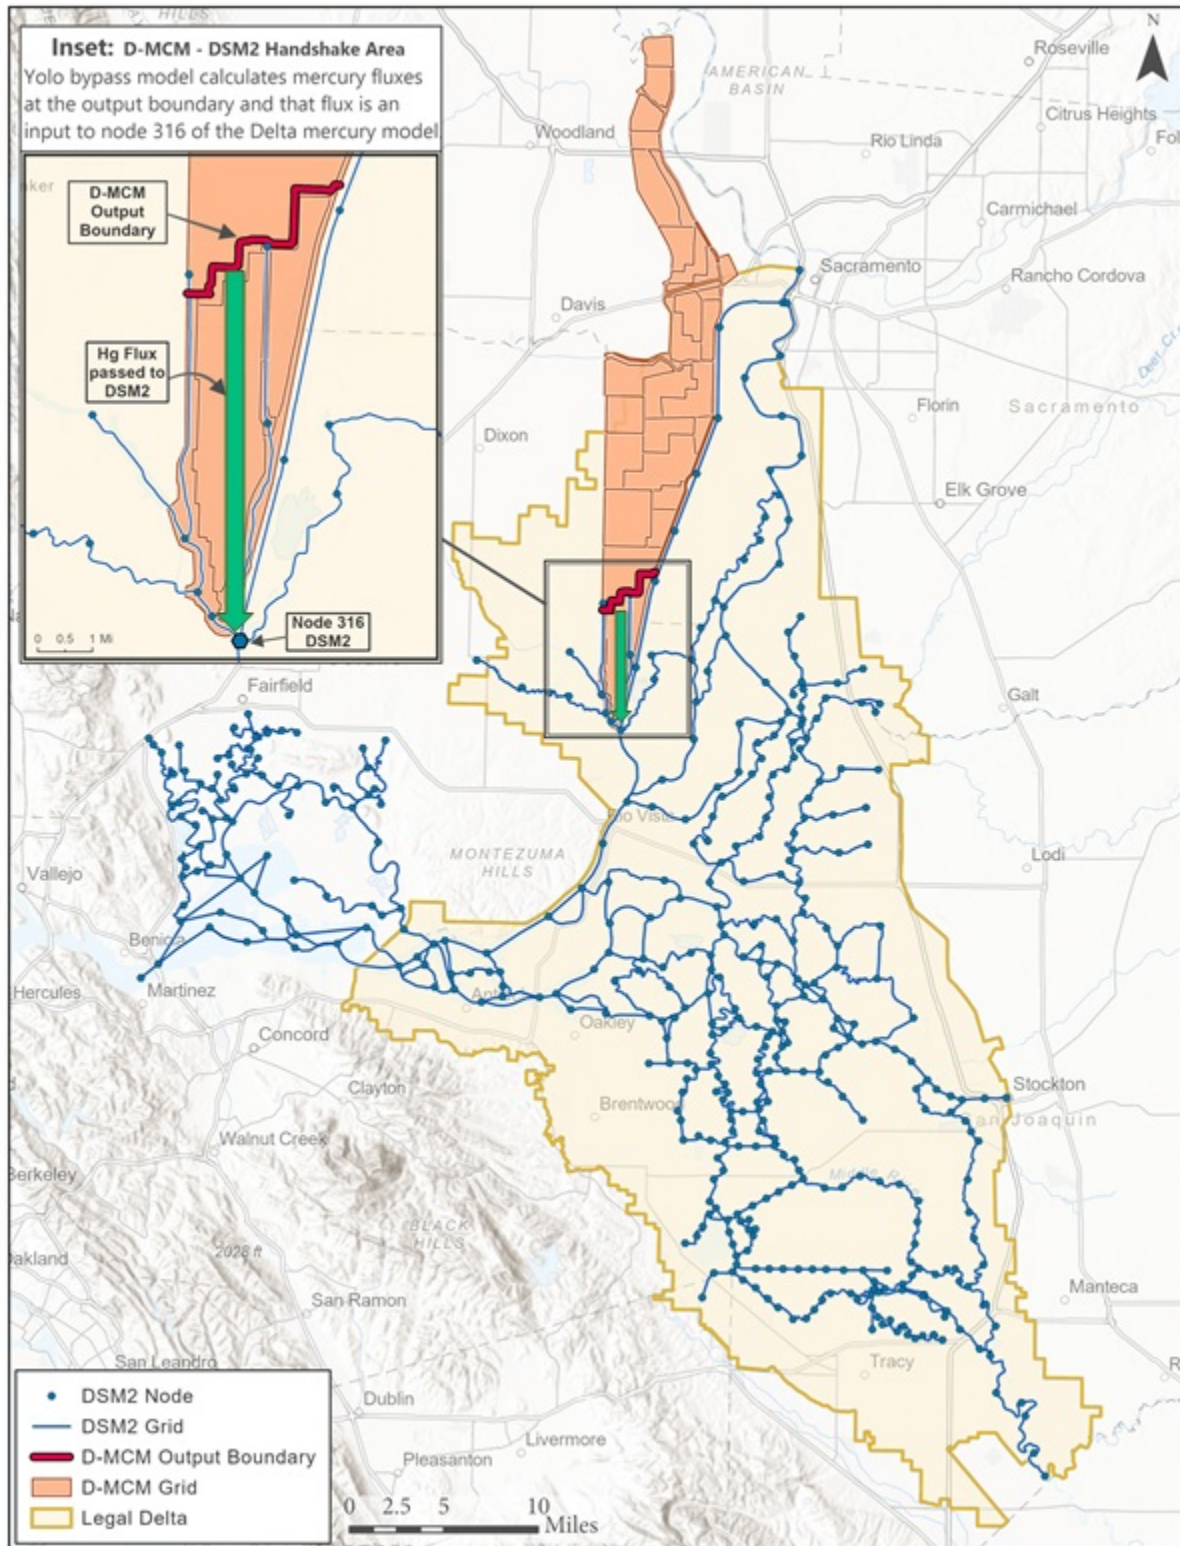 Inset: D-MCM - DSM2 Handshake Area
Yolo bypass model calculates mercury fluxes
at the output boundary and that flux is an
input to node 316 of the Delta mercury model
D-MCM
Output
Boundary
Hg Flux
passed to
DSM2
Node 316
DSM2
0 0.5 1 Mi
N
Roseville
AMERICAN
BASIN
Citrus Heights
Woodland
Rio Linda
Carmichael
Sacramento
Rancho Cordova
Davis
Deer Cr
Florin
Sacramento
Dixon
Elk Grove
Fairfield
Galt
Rio Vista
MONTEZUMA
HILLS
Lodi
Vallejo
Benicia
Hercules
Martinez
Oakley
Concord
Clayton
Stockton
Brentwood
San Joaquin
Walnut Creek
Berkeley
BLACK
HILLS
2028 ft
Oakland
San Ramon
Manteca
San Leandro
Tracy
Dublin
Livermore
Pleasanton
DSM2 Node
DSM2 Grid
D-MCM Output Boundary
D-MCM Grid
Legal Delta
0 2.5 5 10
Miles